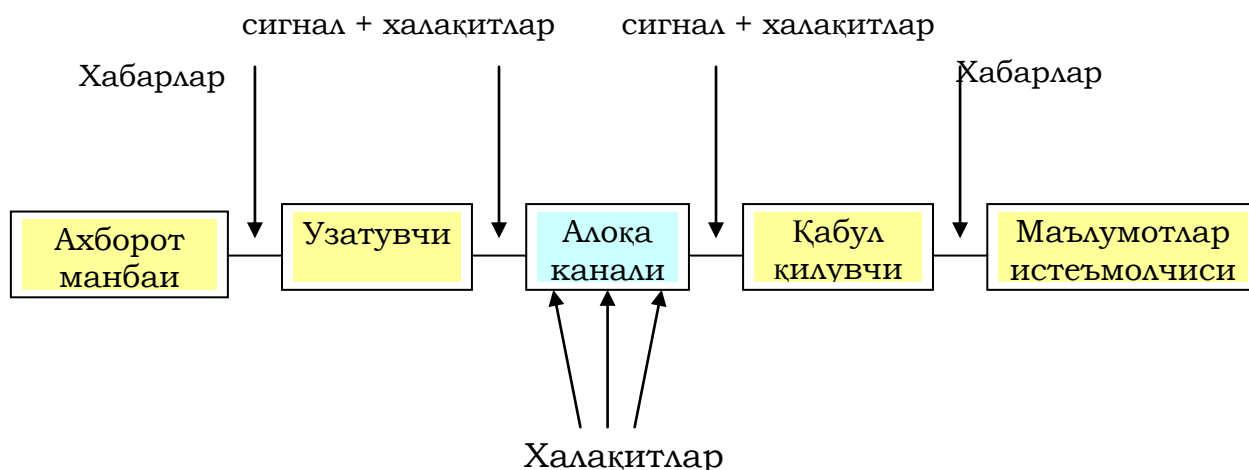 сигнал + халақитлар
сигнал + халақитлар
Хабарлар
Хабарлар
Ахборот
манбаи
Узатувчи
Алоқа
канали
Қабул
қилувчи
Маълумотлар
истеъмолчиси
Халақитлар